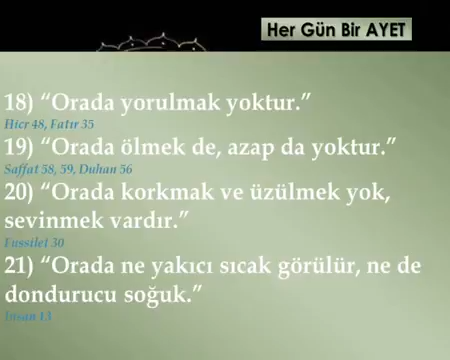 Her Gün Bir AYET
18) “Orada yorulmak yoktur.”
Hicr 48, Fatır 35
19) “Orada ölmek de, azap da yoktur.”
Saffat 58, 59, Duhan 56
20) “Orada korkmak ve üzülmek yok,
sevinmek vardır.”
Fussilet 30
21) “Orada ne yakıcı sıcak görülür, ne de
dondurucu soğuk.”
İnsan 13